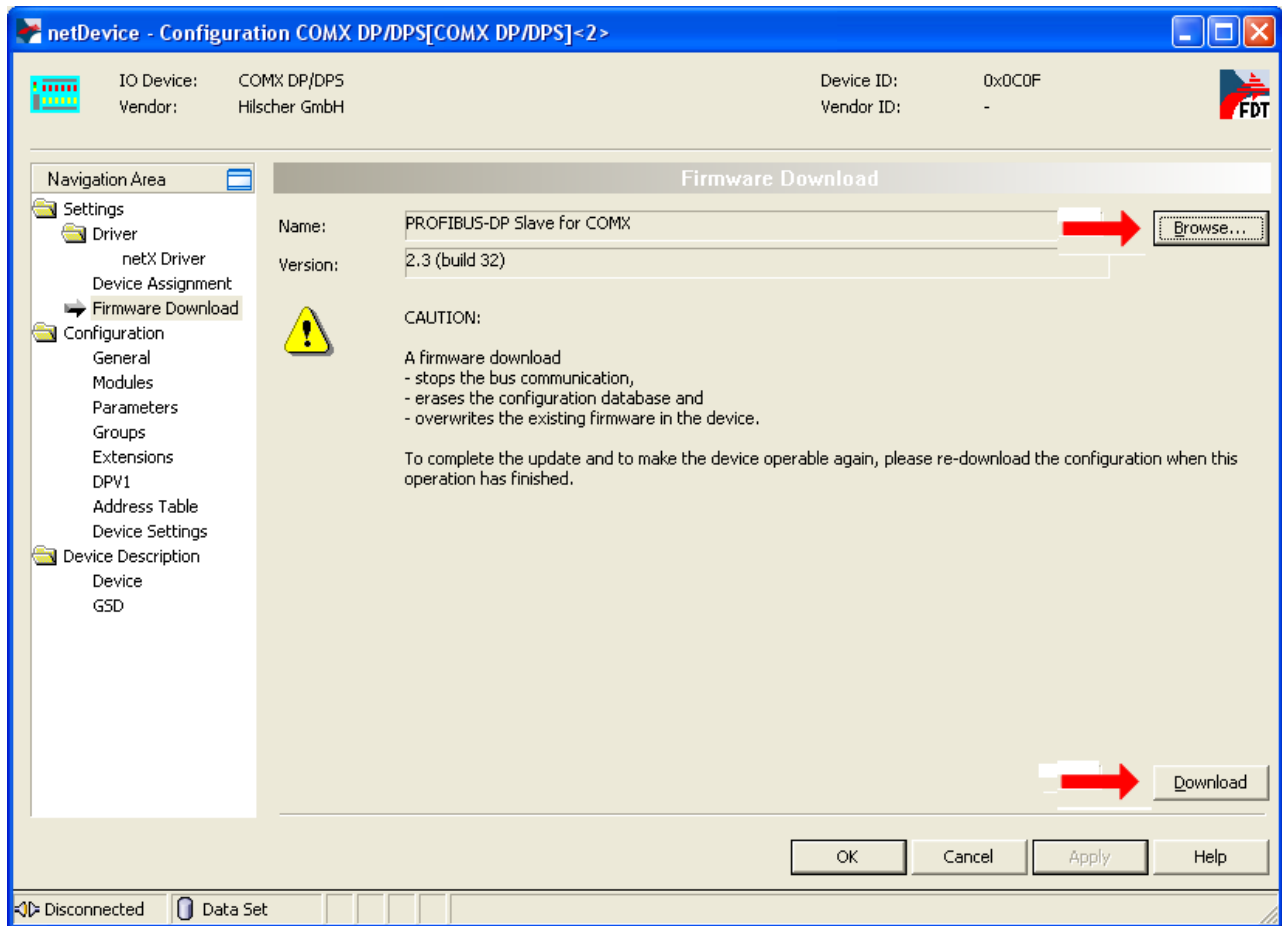 netDevice - Configuration COMX DP/DPS[COMX DP/DPS]<2>
IO Device: COMX DP/DPS Device ID: 0x0C0F
Vendor: Hilscher GmbH Vendor ID: -
FDT
Navigation Area
Settings
Driver
netX Driver
Device Assignment
Firmware Download
Configuration
General
Modules
Parameters
Groups
Extensions
DPV1
Address Table
Device Settings
Device Description
Device
GSD
Firmware Download
Name: PROFIBUS-DP Slave for COMX Browse...
Version: 2.3 (build 32)
CAUTION:
A firmware download
- stops the bus communication,
- erases the configuration database and
- overwrites the existing firmware in the device.
To complete the update and to make the device operable again, please re-download the configuration when this
operation has finished.
Download
OK Cancel Apply Help
Disconnected Data Set